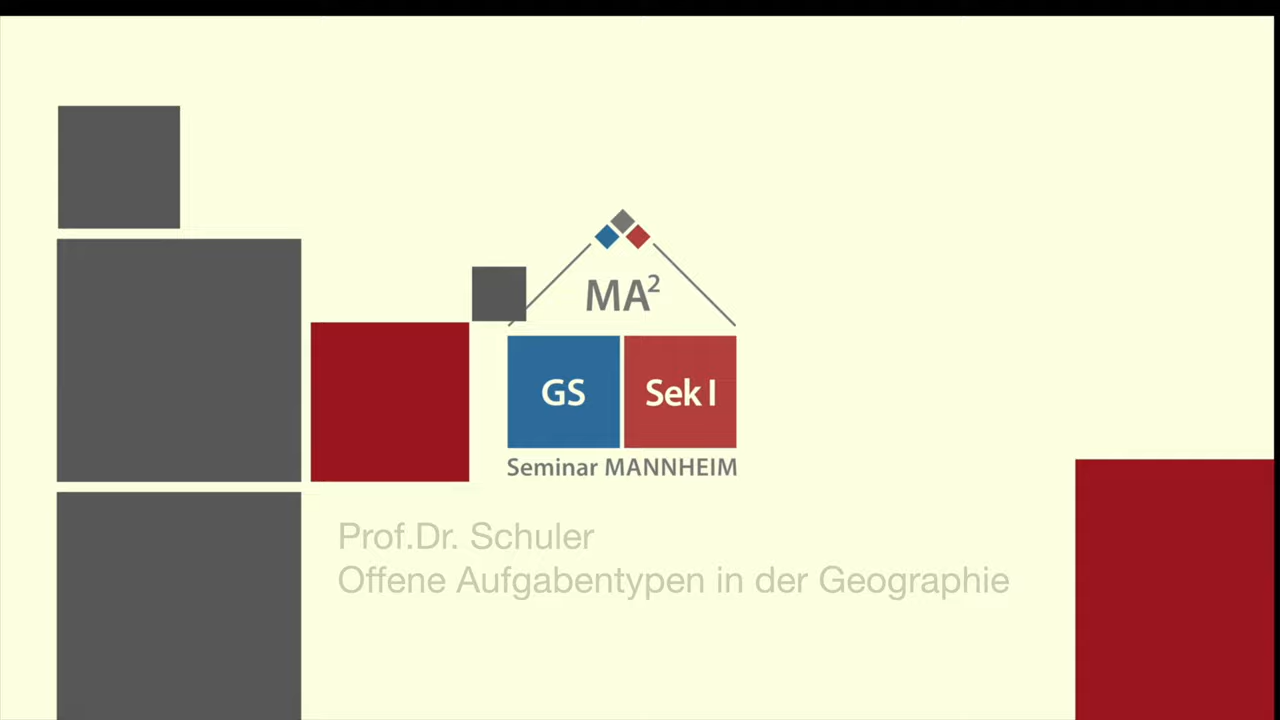 MA²
GS
Sek I
Seminar MANNHEIM
Prof.Dr. Schuler
Offene Aufgabentypen in der Geographie